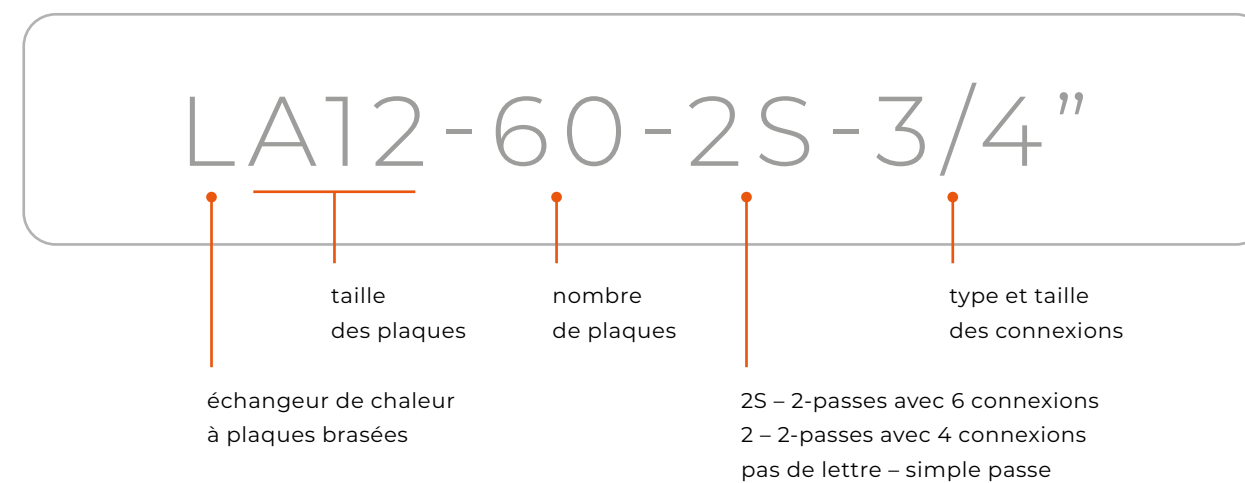 LA12-60-2S-3/4”
taille
des plaques
nombre
de plaques
type et taille
des connexions
échangeur de chaleur
à plaques brasées
2S – 2-passes avec 6 connexions
2 – 2-passes avec 4 connexions
pas de lettre – simple passe